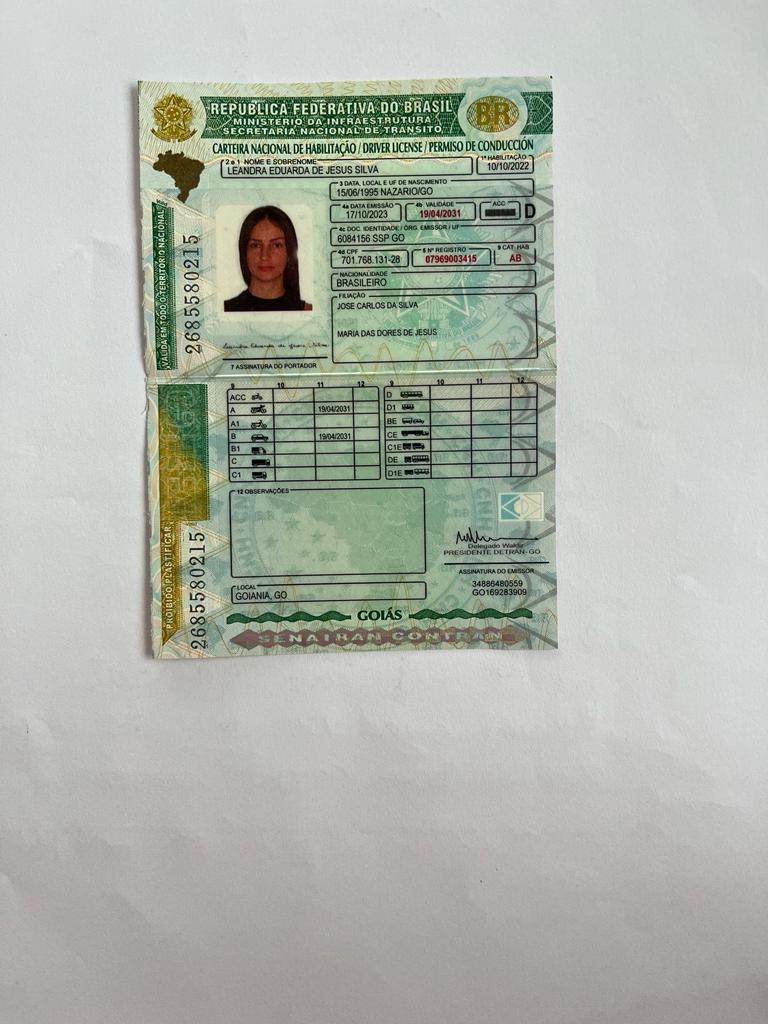 REPÚBLICA FEDERATIVA DO BRASIL
MINISTÉRIO DA INFRAESTRUTURA
SECRETARIA NACIONAL DE TRÂNSITO
BR
CARTEIRA NACIONAL DE HABILITAÇÃO / DRIVER LICENSE / PERMISO DE CONDUCCIÓN
2 e 1 NOME E SOBRENOME
LEANDRA EDUARDA DE JESUS SILVA
1ª HABILITAÇÃO
10/10/2022
3 DATA, LOCAL E UF DE NASCIMENTO
15/06/1995 NAZARIO/GO
4a DATA EMISSÃO
17/10/2023
4b VALIDADE
19/04/2031
ACC
D
4c DOC. IDENTIDADE / ÓRG. EMISSOR / UF
6084156 SSP GO
4d CPF
701.768.131-28
5 Nº REGISTRO
07969003415
9 CAT. HAB
AB
NACIONALIDADE
BRASILEIRO
FILIAÇÃO
JOSE CARLOS DA SILVA
MARIA DAS DORES DE JESUS
VÁLIDA EM TODO O TERRITÓRIO NACIONAL
2685580215
Leandra Eduarda de Jesus Silva
7 ASSINATURA DO PORTADOR
9 10 11 12 9 10 11 12
ACC D
A 19/04/2031 D1
A1 BE
B 19/04/2031 CE
B1 C1E
C DE
C1 D1E
12 OBSERVAÇÕES
PROIBIDO PLASTIFICAR
2685580215
Delegado Waldir
PRESIDENTE DETRAN-GO
ASSINATURA DO EMISSOR
34886480559
GO169283909
LOCAL
GOIANIA, GO
GOIÁS
SENATRAN CONTRAN